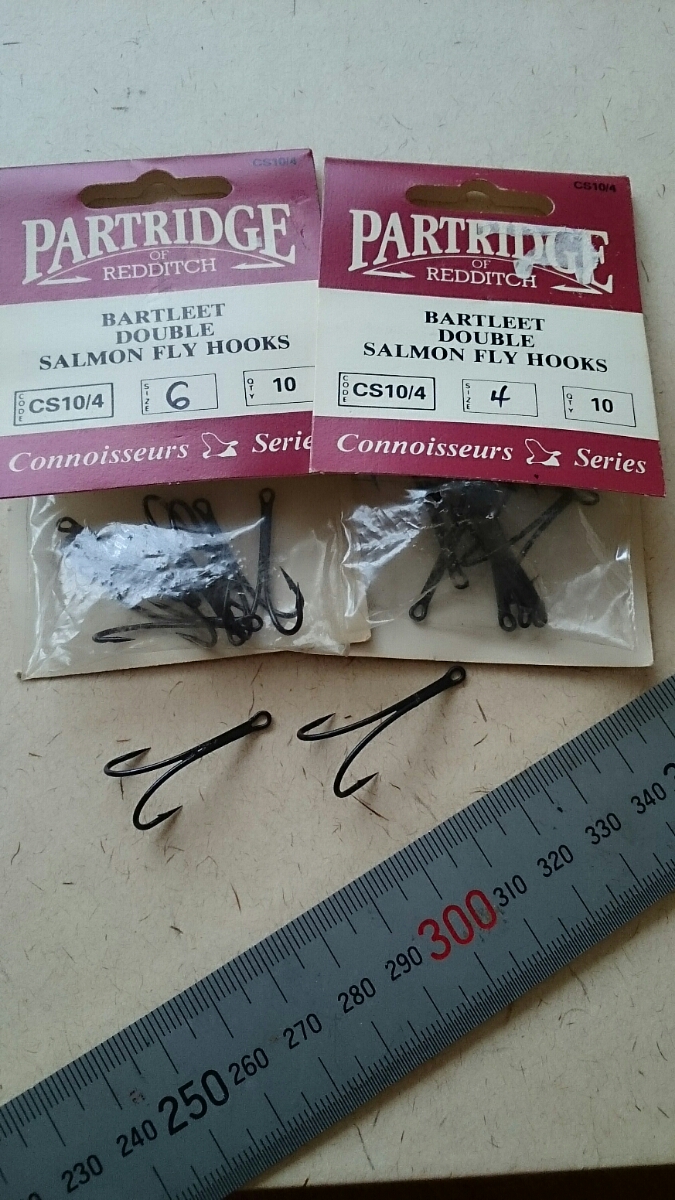 CS10/4
PARTRIDGE
OF
REDDITCH
BARTLEET
DOUBLE
SALMON FLY HOOKS
CODE CS10/4 SIZE 6 QTY 10
Connoisseurs Serie
CS10/4
PARTRIDGE
OF
REDDITCH
BARTLEET
DOUBLE
SALMON FLY HOOKS
CODE CS10/4 SIZE 4 QTY 10
Connoisseurs Series
230 240 250 260 270 280 290 300 310 320 330 340